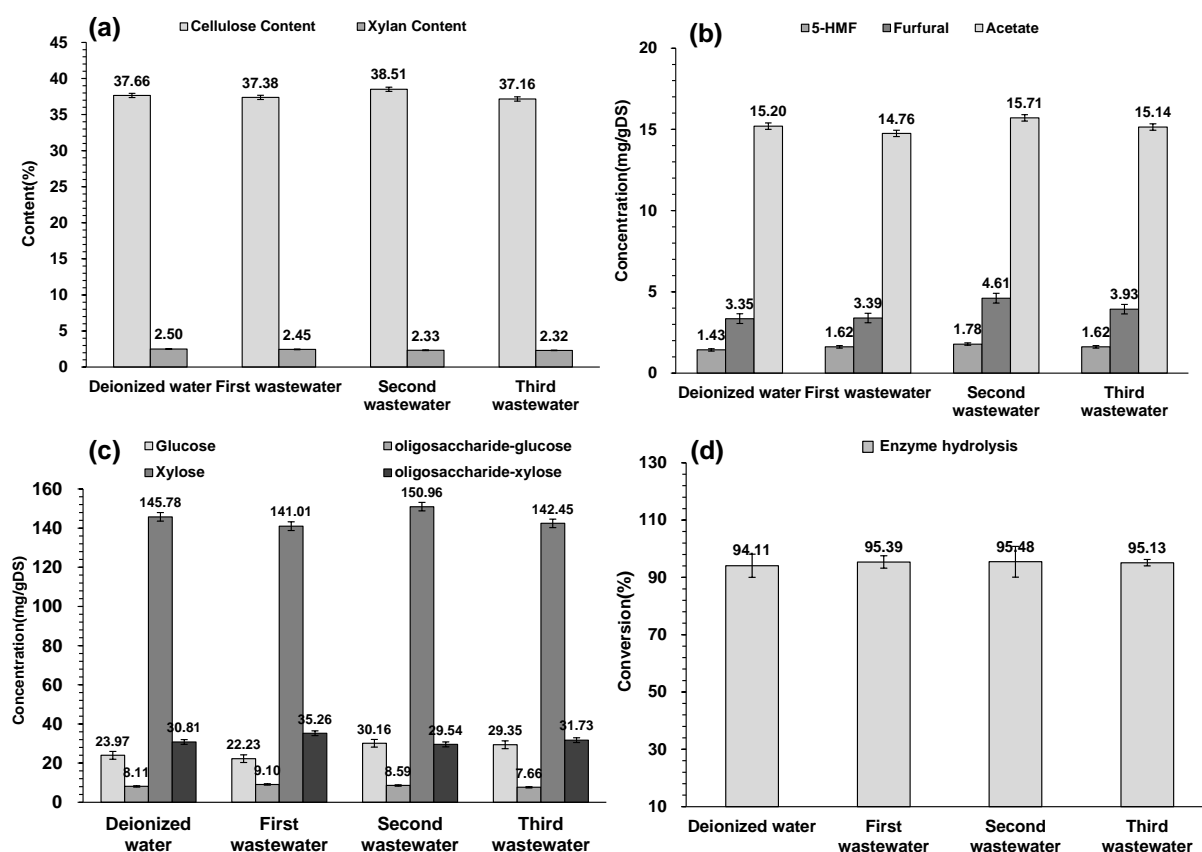 (a)
Cellulose Content Xylan Content
Content(%)
45
40
35
30
25
20
15
10
5
0
37.66 37.38 38.51 37.16
2.50 2.45 2.33 2.32
Deionized water First wastewater Second wastewater Third wastewater
(b)
5-HMF Furfural Acetate
Concentration(mg/gDS)
20
15
10
5
0
15.20 14.76 15.71 15.14
1.43 3.35 1.62 3.39 1.78 4.61 1.62 3.93
Deionized water First wastewater Second wastewater Third wastewater
(c)
Glucose oligosaccharide-glucose
Xylose oligosaccharide-xylose
Concentration(mg/gDS)
160
140
120
100
80
60
40
20
0
145.78 141.01 150.96 142.45
23.97 8.11 30.81 22.23 9.10 35.26 30.16 8.59 29.54 29.35 7.66 31.73
Deionized water First wastewater Second wastewater Third wastewater
(d)
Enzyme hydrolysis
Conversion(%)
130
110
90
70
50
30
10
94.11 95.39 95.48 95.13
Deionized water First wastewater Second wastewater Third wastewater